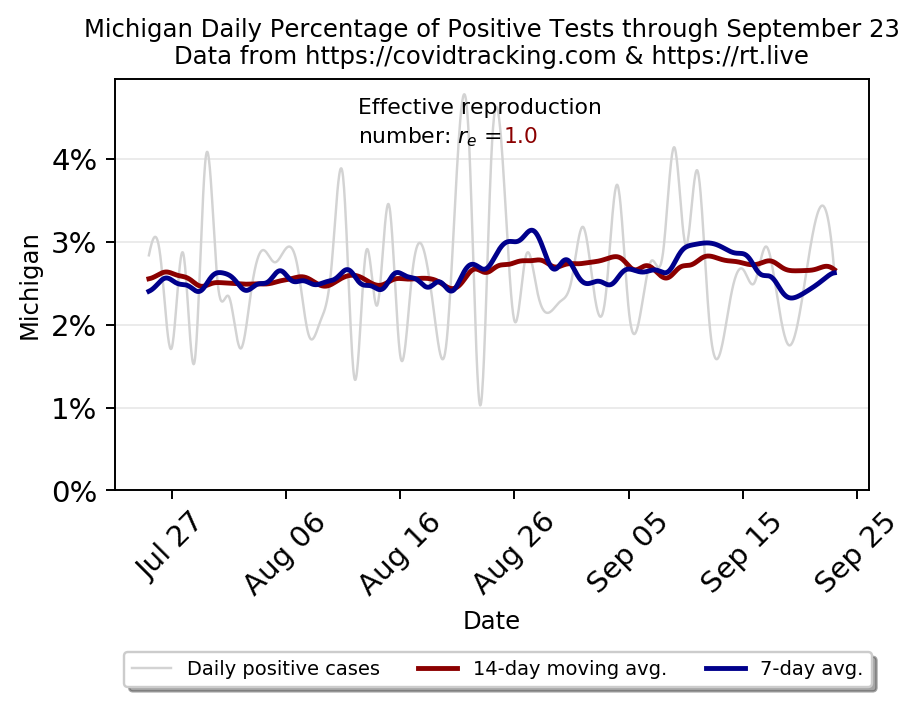 Michigan Daily Percentage of Positive Tests through September 23
Data from https://covidtracking.com & https://rt.live
Effective reproduction
number: rₑ =1.0
4%
3%
2%
1%
0%
Michigan
Jul 27
Aug 06
Aug 16
Aug 26
Sep 05
Sep 15
Sep 25
Date
Daily positive cases
14-day moving avg.
7-day avg.